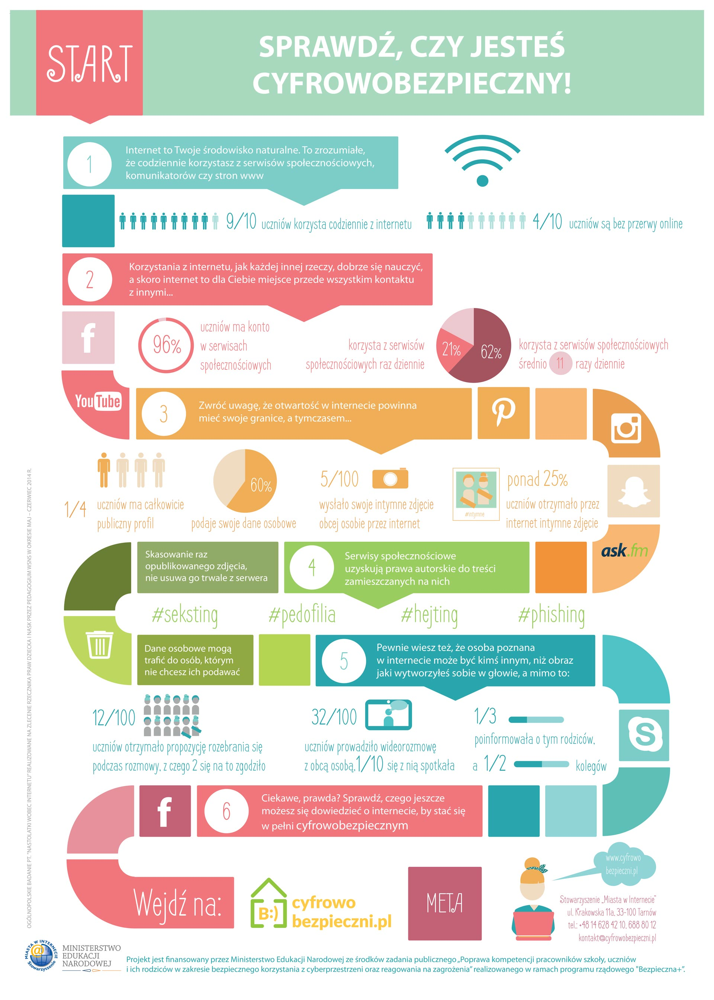 START
SPRAWDŹ, CZY JESTEŚ
CYFROWOBEZPIECZNY!
1
Internet to Twoje środowisko naturalne. To zrozumiałe,
że codziennie korzystasz z serwisów społecznościowych,
komunikatorów czy stron www
9/10 uczniów korzysta codziennie z internetu
4/10 uczniów są bez przerwy online
2
Korzystania z internetu, jak każdej innej rzeczy, dobrze się nauczyć,
a skoro internet to dla Ciebie miejsce przede wszystkim kontaktu
z innymi...
f
96%
uczniów ma konto
w serwisach
społecznościowych
korzysta z serwisów
społecznościowych raz dziennie
21%
62%
korzysta z serwisów społecznościowych
średnio 11 razy dziennie
YouTube
3
Zwróć uwagę, że otwartość w internecie powinna
mieć swoje granice, a tymczasem...
1/4
uczniów ma całkowicie
publiczny profil
60%
podaje swoje dane osobowe
5/100
wysłało swoje intymne zdjęcie
obcej osobie przez internet
#intymne
ponad 25%
uczniów otrzymało przez
internet intymne zdjęcie
ask.fm
Skasowanie raz
opublikowanego zdjęcia,
nie usuwa go trwale z serwera
4
Serwisy społecznościowe
uzyskują prawa autorskie do treści
zamieszczanych na nich
#seksting
#pedofilia
#hejting
#phishing
Dane osobowe mogą
trafić do osób, którym
nie chcesz ich podawać
5
Pewnie wiesz też, że osoba poznana
w internecie może być kimś innym, niż obraz
jaki wytworzyłeś sobie w głowie, a mimo to:
12/100
uczniów otrzymało propozycję rozebrania się
podczas rozmowy, z czego 2 się na to zgodziło
32/100
uczniów prowadziło wideorozmowę
z obcą osobą, 1/10 się z nią spotkała
1/3
poinformowała o tym rodziców,
a 1/2 kolegów
S
f
6
Ciekawe, prawda? Sprawdź, czego jeszcze
możesz się dowiedzieć o internecie, by stać się
w pełni cyfrowobezpiecznym
Wejdź na:
B:)
cyfrowo
bezpieczni.pl
META
www.cyfrowo
bezpieczni.pl
Stowarzyszenie „Miasta w Internecie”
ul. Krakowska 11a, 33-100 Tarnów
tel.: +48 14 628 42 10, 688 80 12
kontakt@cyfrowobezpieczni.pl
OGÓLNOPOLSKIE BADANIE PT. "NASTOLATKI WOBEC INTERNETU" REALIZOWANE NA ZLECENIE RZECZNIKA PRAW DZIECKA I NASK PRZEZ PEDAGOGIUM WSNS W OKRESIE MAJ – CZERWIEC 2014 R.
MIASTA W INTERNECIE
@
Stowarzyszenie
MINISTERSTWO
EDUKACJI
NARODOWEJ
Projekt jest finansowany przez Ministerstwo Edukacji Narodowej ze środków zadania publicznego „Poprawa kompetencji pracowników szkoły, uczniów
i ich rodziców w zakresie bezpiecznego korzystania z cyberprzestrzeni oraz reagowania na zagrożenia” realizowanego w ramach programu rządowego "Bezpieczna+”.